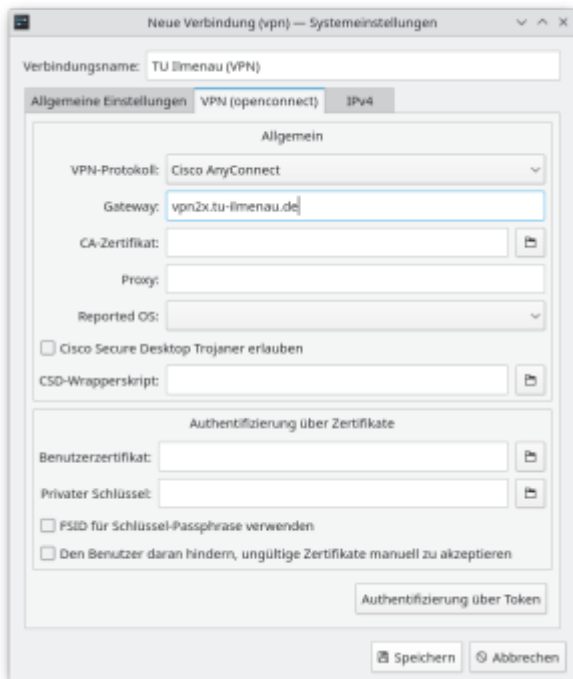 Neue Verbindung (vpn) — Systemeinstellungen
Verbindungsname: TU Ilmenau (VPN)
Allgemeine Einstellungen VPN (openconnect) IPv4
Allgemein
VPN-Protokoll: Cisco AnyConnect
Gateway: vpn2x.tu-ilmenau.de
CA-Zertifikat:
Proxy:
Reported OS:
Cisco Secure Desktop Trojaner erlauben
CSD-Wrapperskript:
Authentifizierung über Zertifikate
Benutzerzertifikat:
Privater Schlüssel:
FSID für Schlüssel-Passphrase verwenden
Den Benutzer daran hindern, ungültige Zertifikate manuell zu akzeptieren
Authentifizierung über Token
Speichern Abbrechen